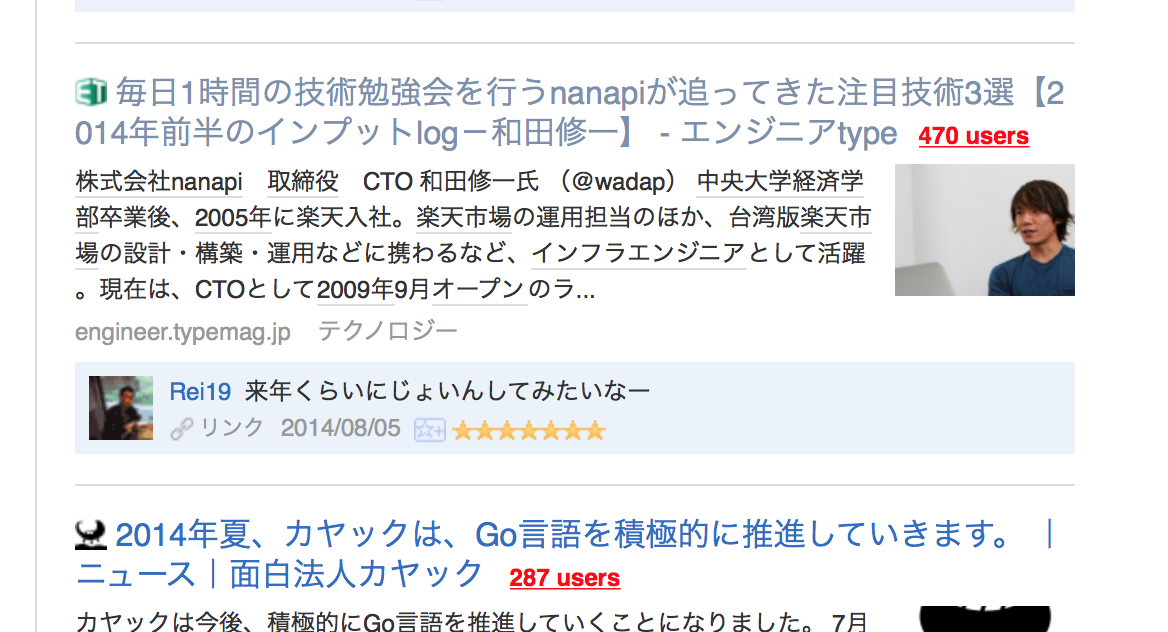 毎日1時間の技術勉強会を行うnanapiが追ってきた注目技術3選【2
014年前半のインプットlog－和田修一】 - エンジニアtype 470 users
株式会社nanapi　取締役　CTO 和田修一氏 （@wadap） 中央大学経済学
部卒業後、2005年に楽天入社。楽天市場の運用担当のほか、台湾版楽天市
場の設計・構築・運用などに携わるなど、インフラエンジニアとして活躍
。現在は、CTOとして2009年9月オープンのラ...
engineer.typemag.jp テクノロジー
Rei19 来年くらいにじょいんしてみたいなー
リンク 2014/08/05
2014年夏、カヤックは、Go言語を積極的に推進していきます。 ｜
ニュース｜面白法人カヤック 287 users
カヤックは今後、積極的にGo言語を推進していくことになりました。 7月